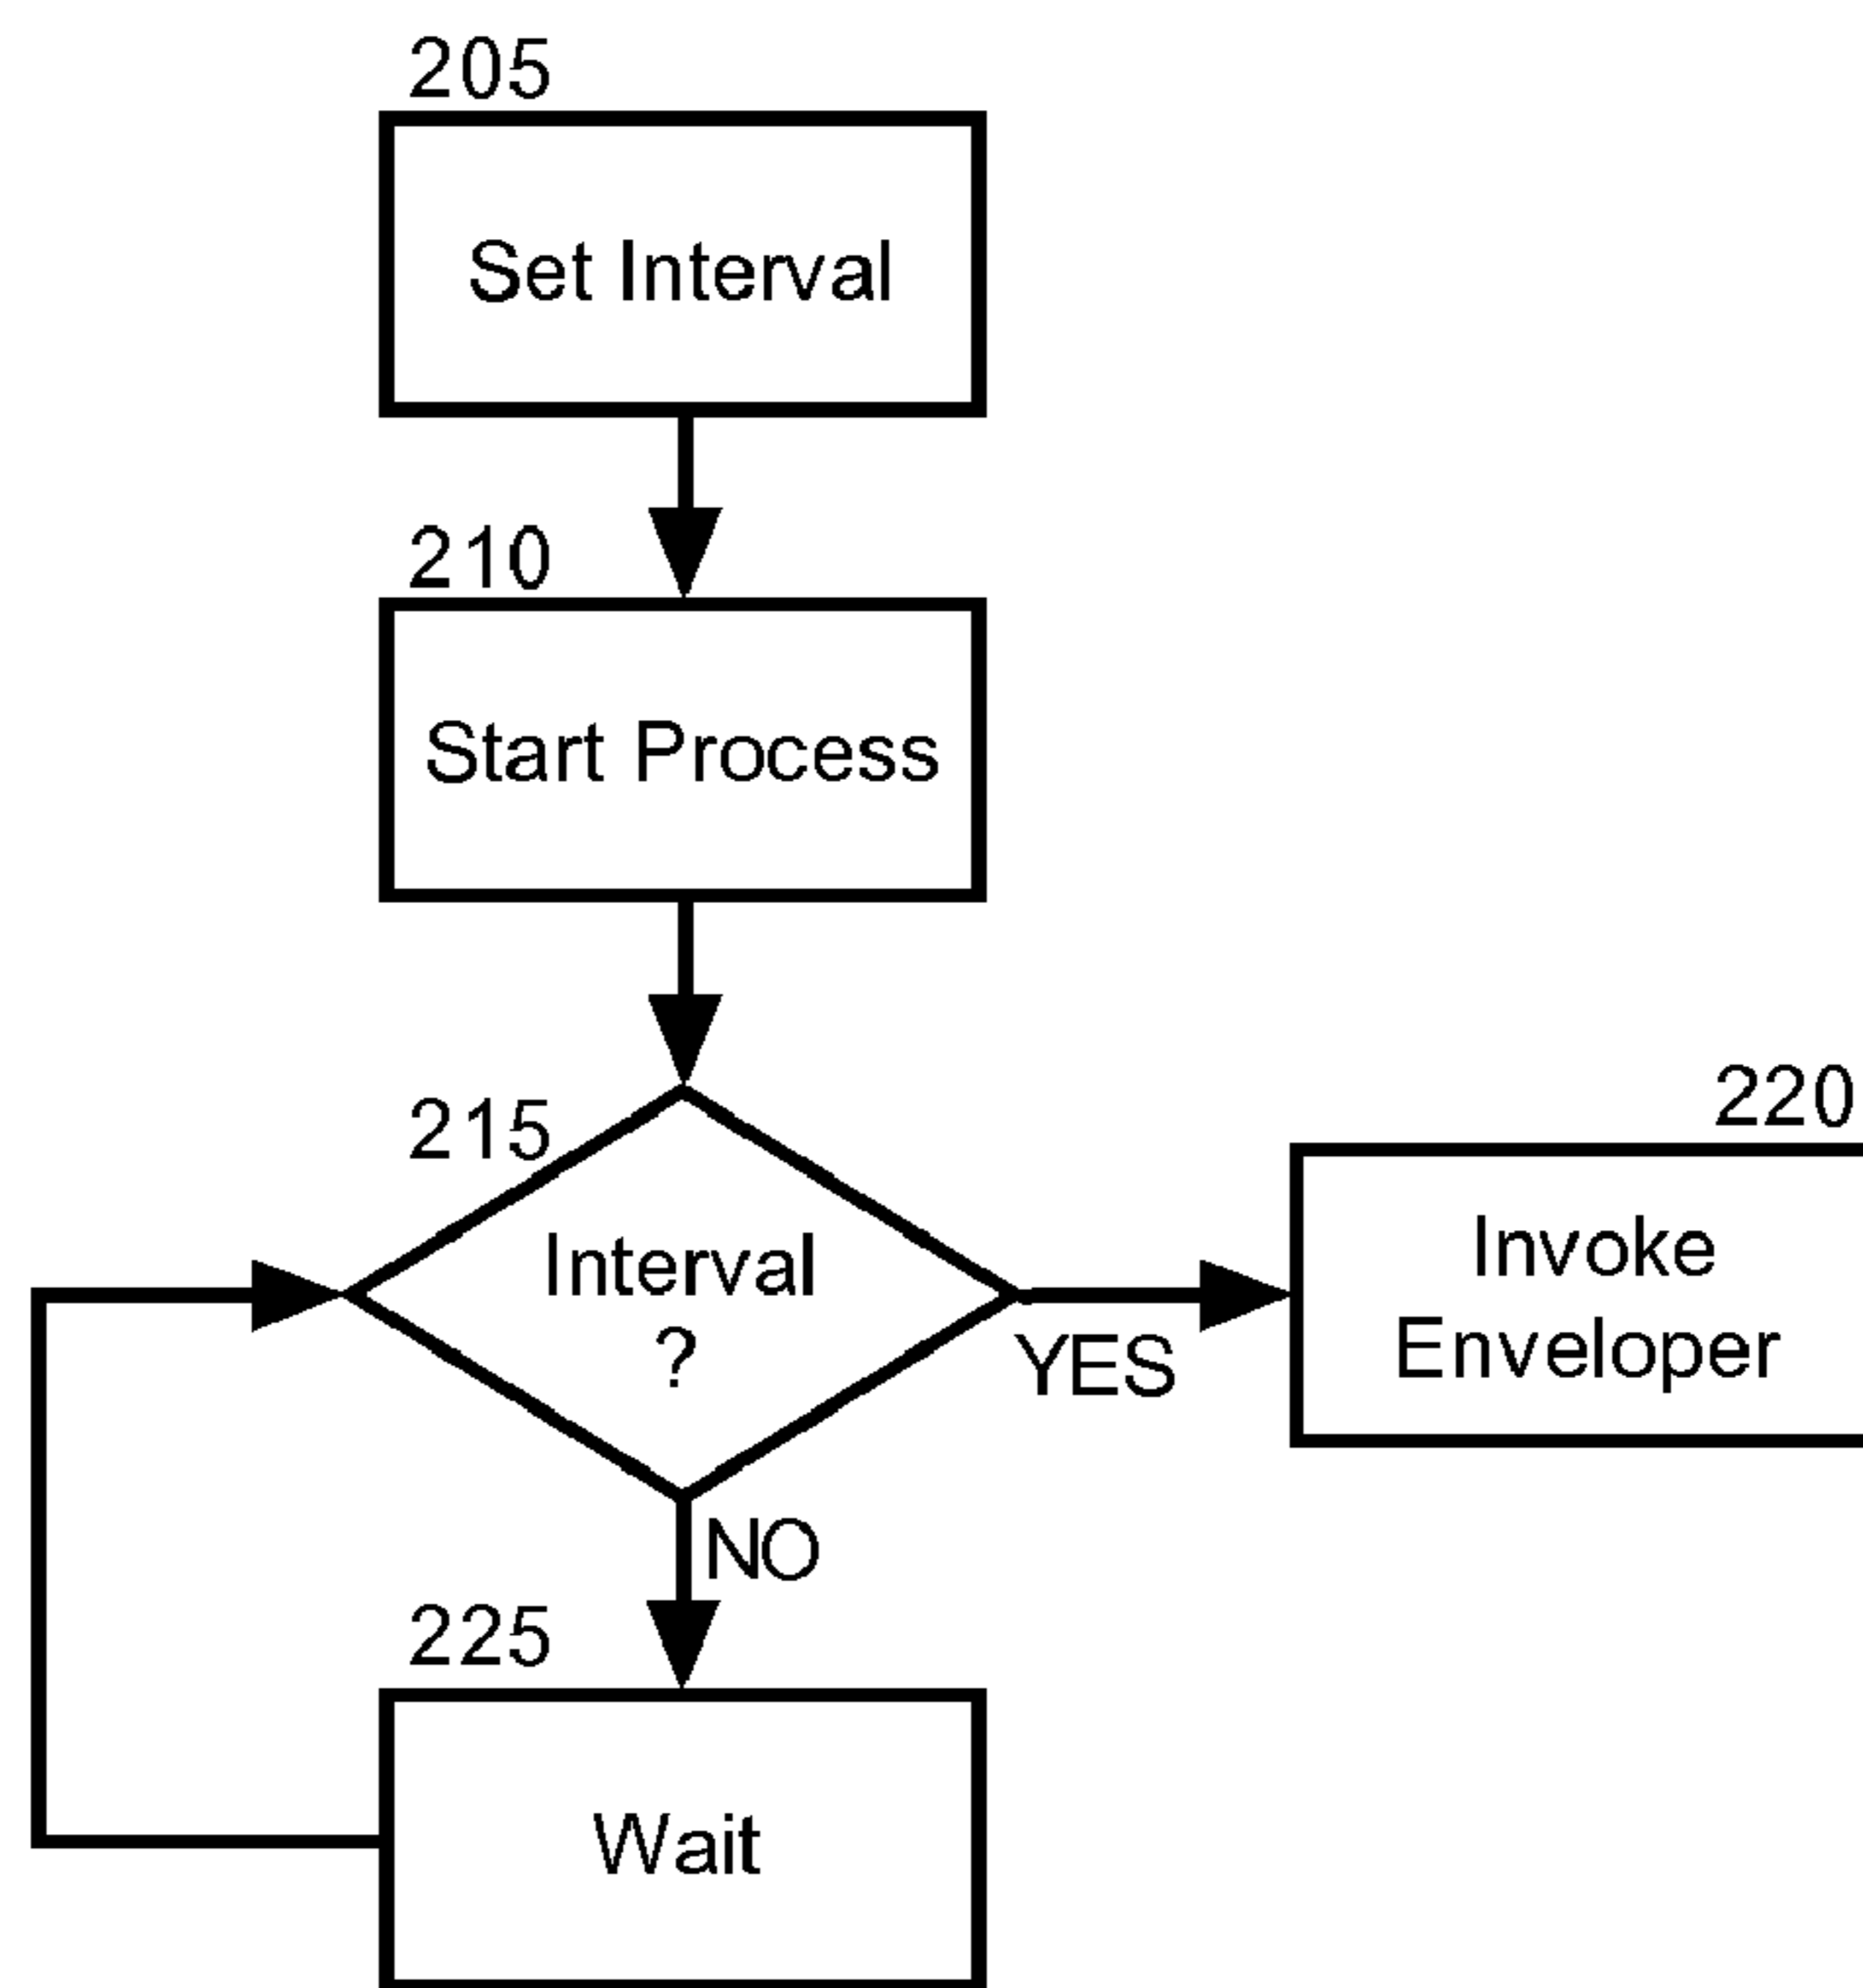 205
Set Interval
210
Start Process
215
Interval
?
YES
220
Invoke
Enveloper
NO
225
Wait